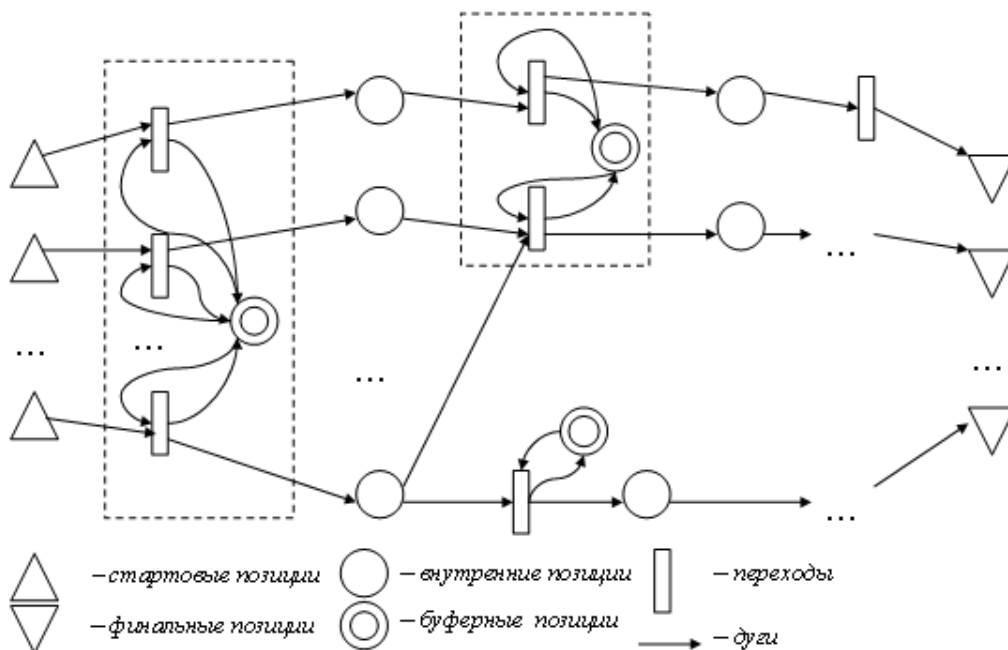 ...
... ...
...
...
...
–стартовые позиции –внутренние позиции –переходы
–финальные позиции –буферные позиции –дуги